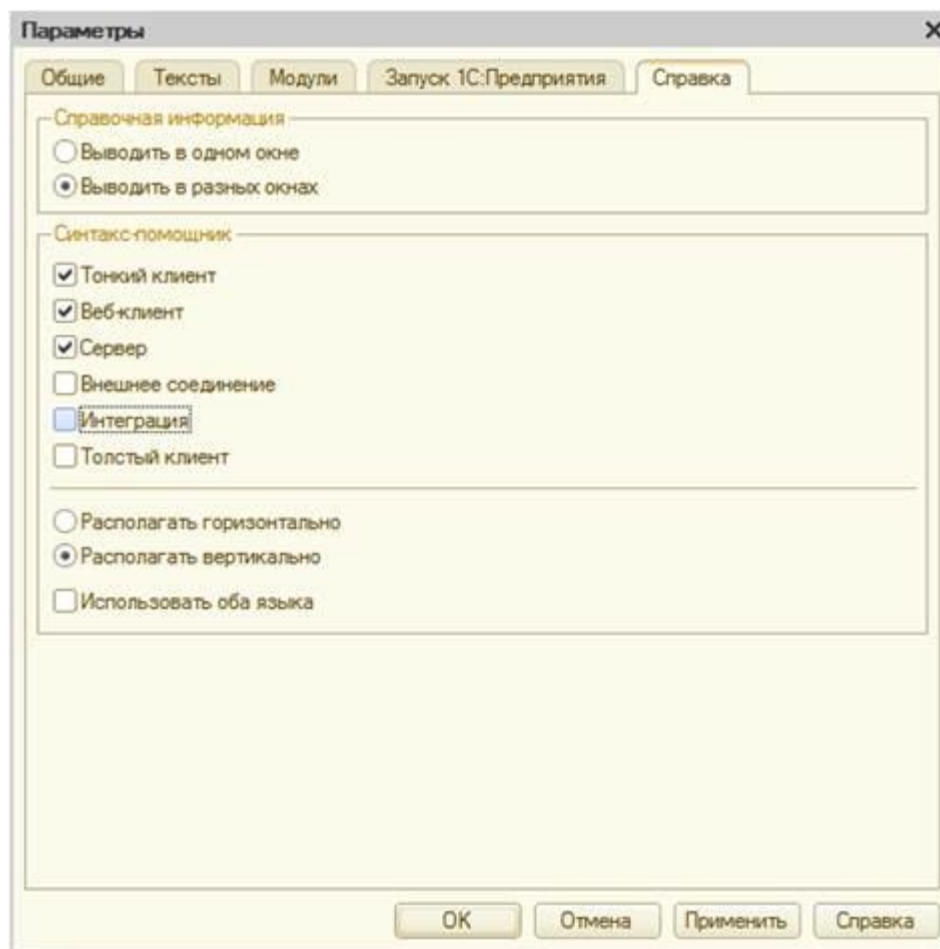 Параметры
Общие Тексты Модули Запуск 1С:Предприятия Справка
Справочная информация
Выводить в одном окне
Выводить в разных окнах
Синтакс-помощник
Тонкий клиент
Веб-клиент
Сервер
Внешнее соединение
Интеграция
Толстый клиент
Располагать горизонтально
Располагать вертикально
Использовать оба языка
ОК Отмена Применить Справка